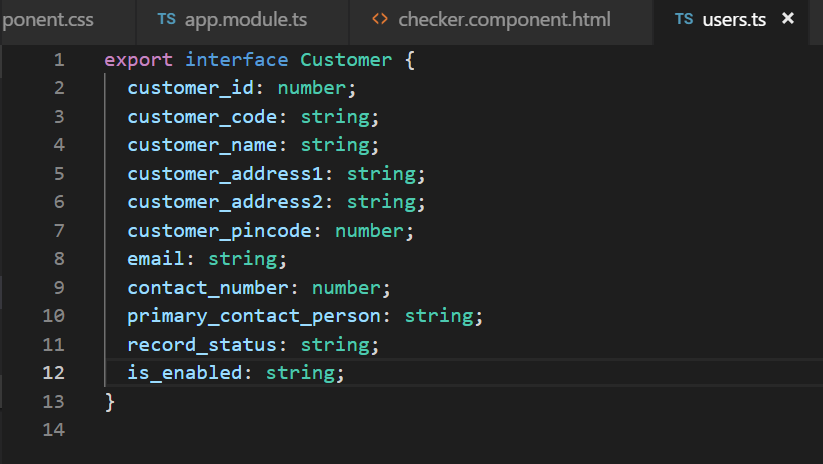 ponent.css TS app.module.ts <> checker.component.html TS users.ts ×
1 export interface Customer {
2 customer_id: number;
3 customer_code: string;
4 customer_name: string;
5 customer_address1: string;
6 customer_address2: string;
7 customer_pincode: number;
8 email: string;
9 contact_number: number;
10 primary_contact_person: string;
11 record_status: string;
12 is_enabled: string;
13 }
14